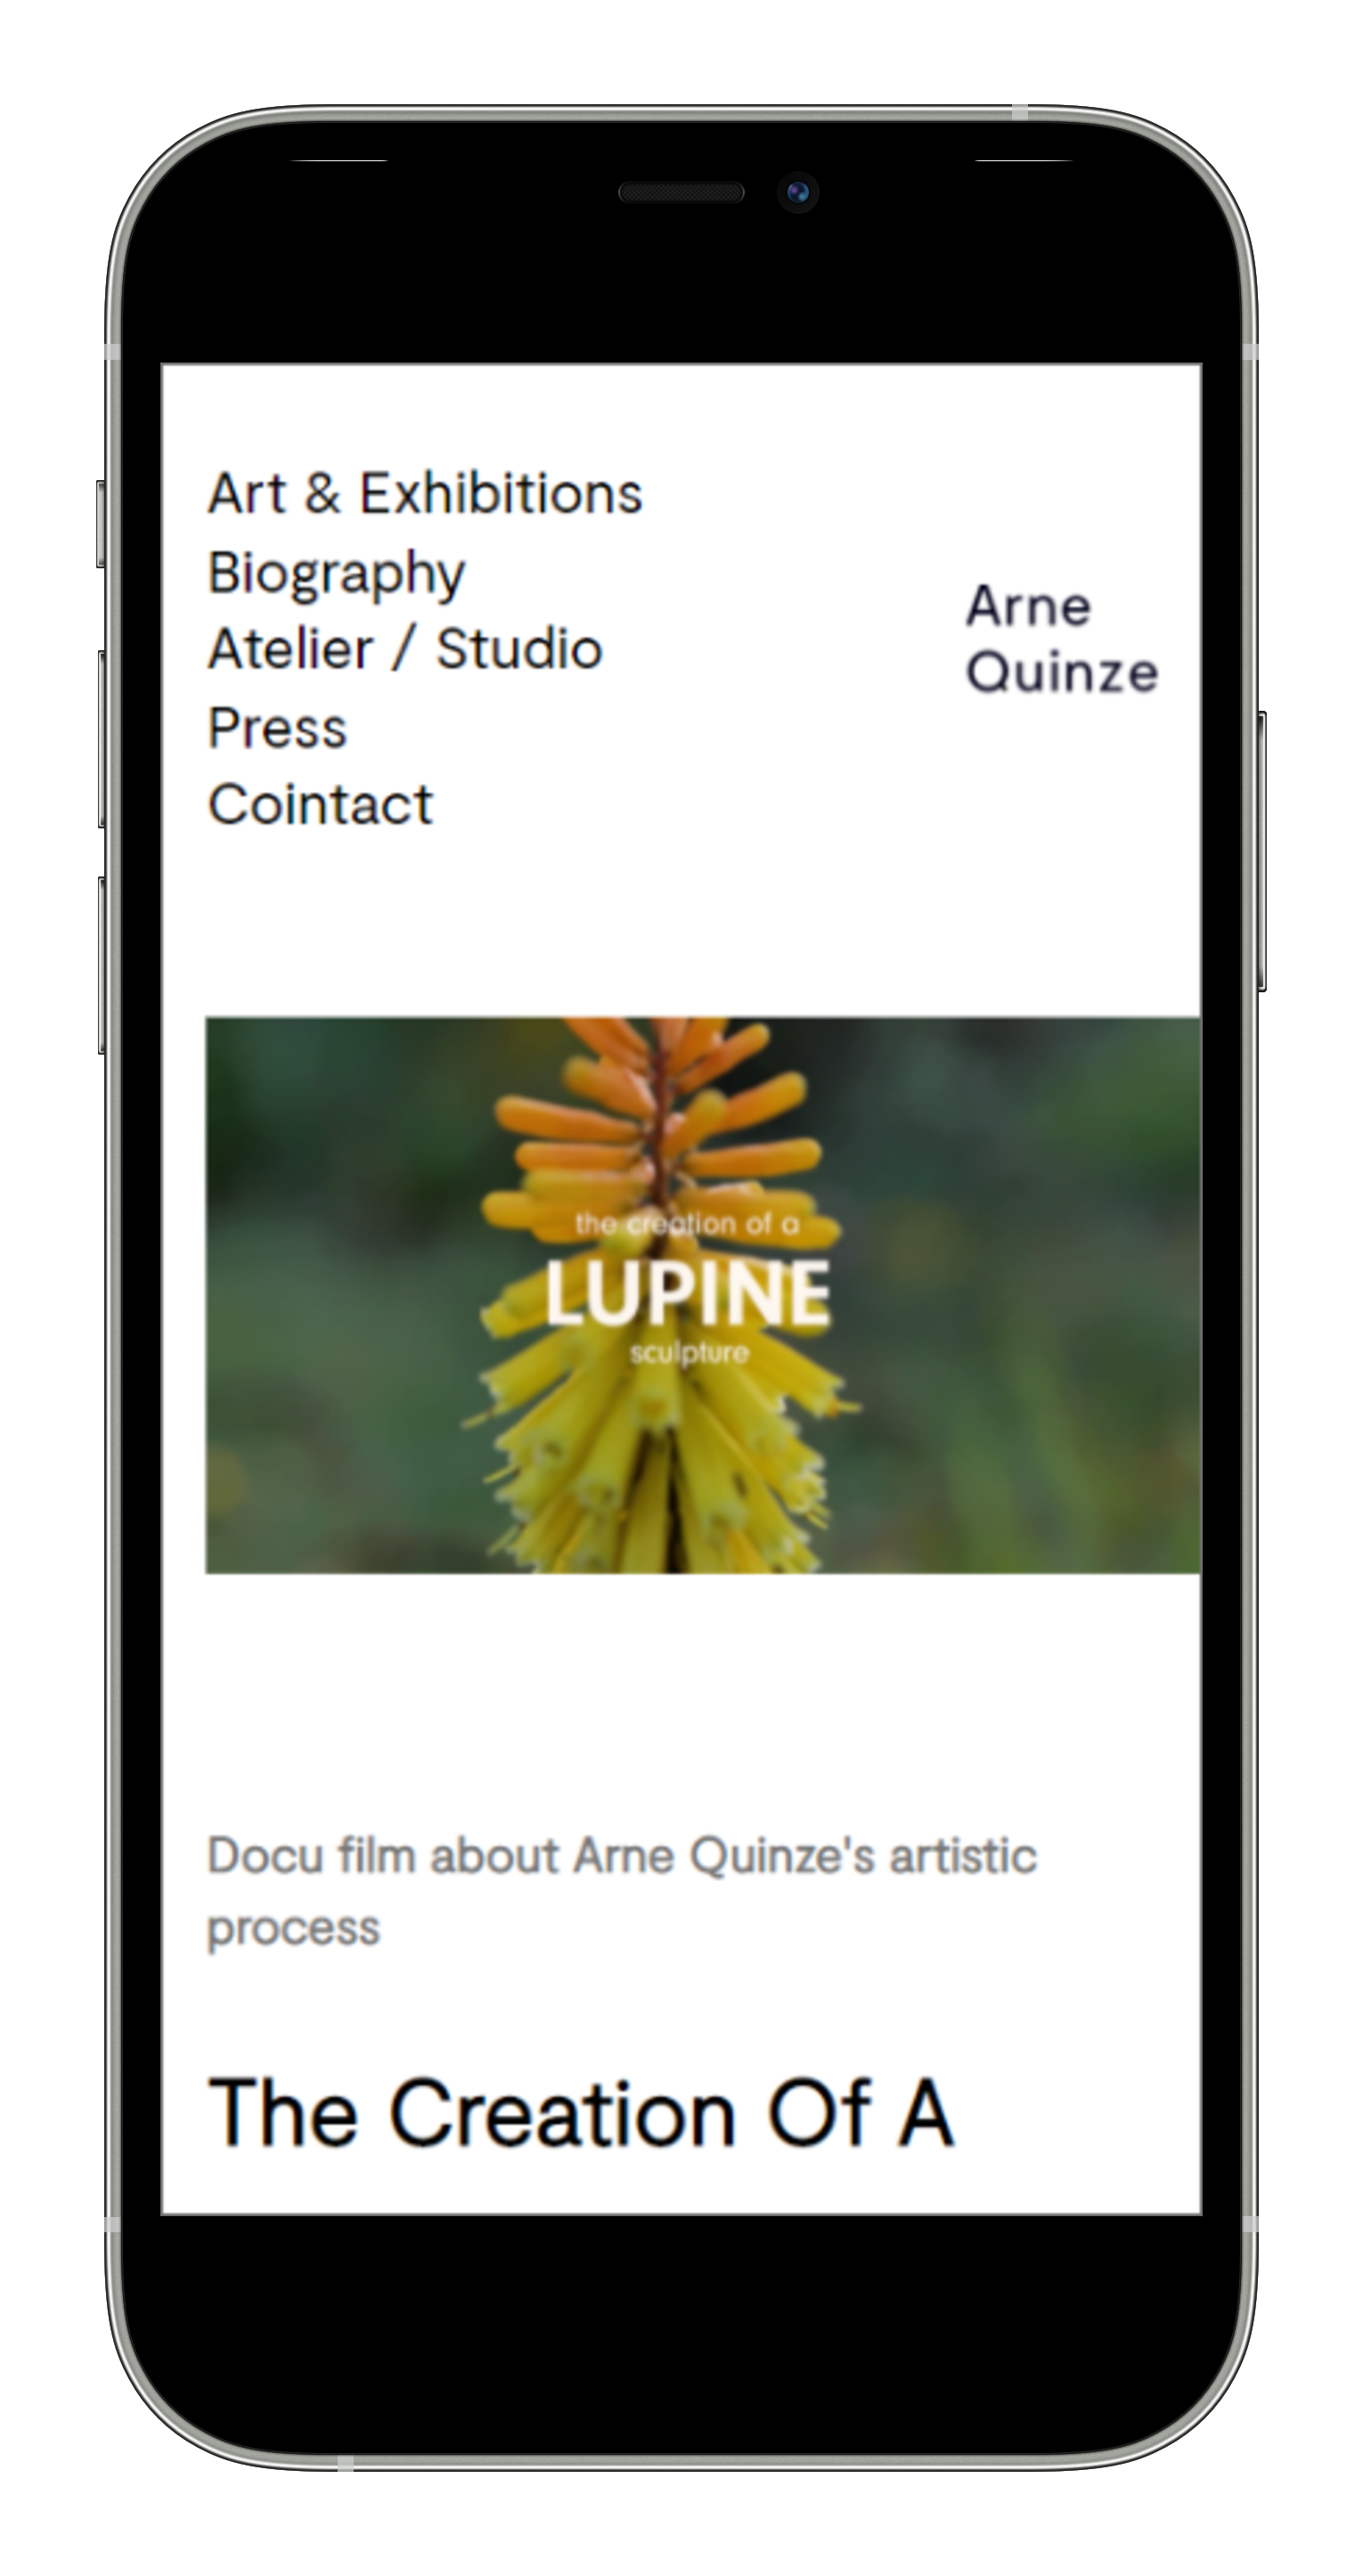 Art & Exhibitions
Biography
Atelier / Studio
Press
Cointact
Arne
Quinze
the creation of a
LUPINE
sculpture
Docu film about Arne Quinze's artistic
process
The Creation Of A